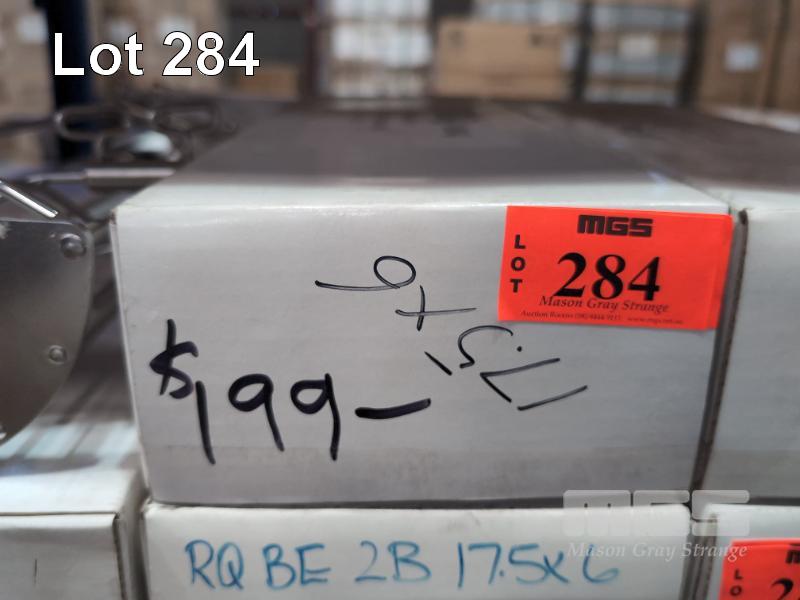 Lot 284
MGS
LOT
284
Mason Gray Strange
17.5 x 6
$199-
MGS
Mason Gray Strange
RQ BE 2B 17.5x6